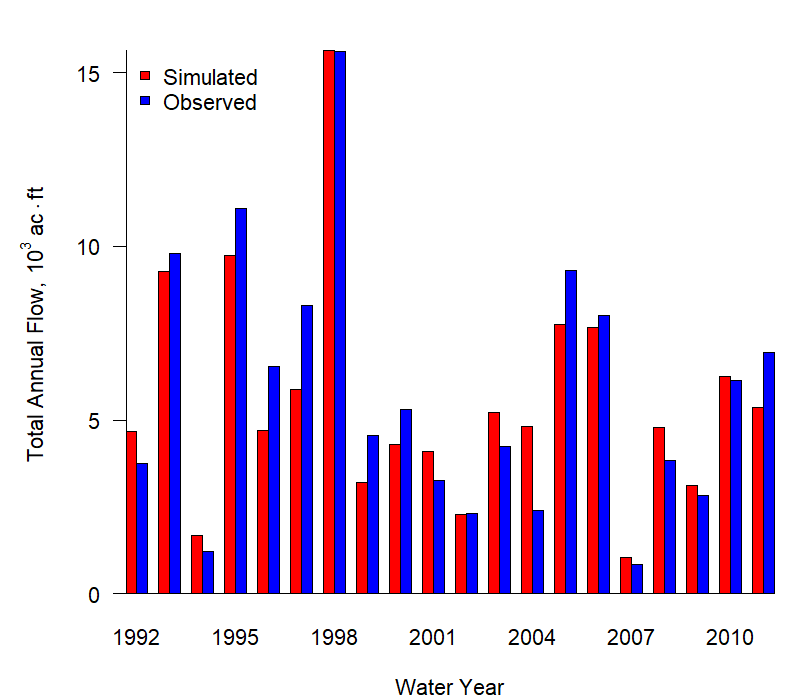 15
Simulated
Observed
10
5
0
Total Annual Flow, 10³ ac·ft
1992 1995 1998 2001 2004 2007 2010
Water Year